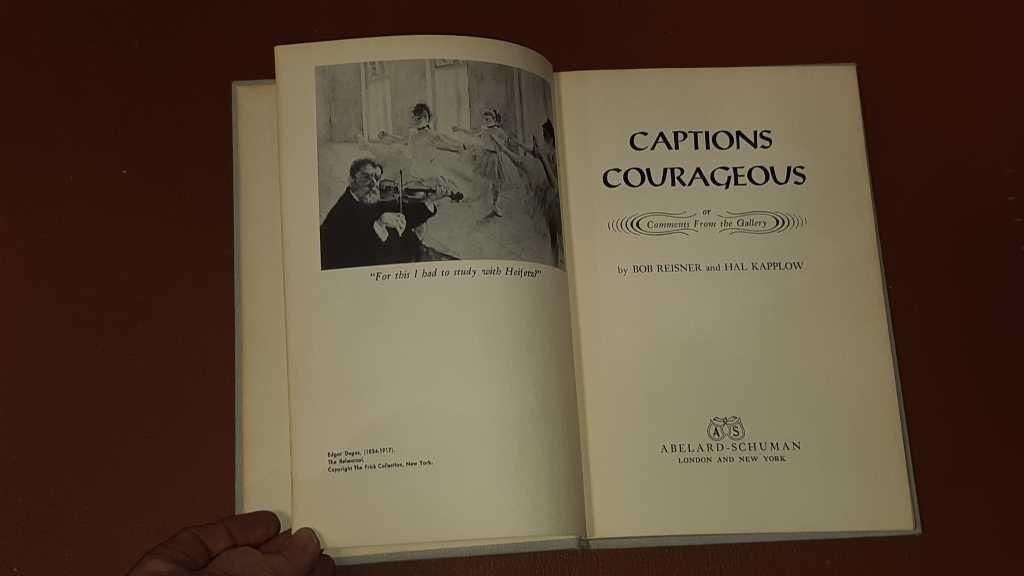 "For this I had to study with Heifetz?"
Edgar Degas, (1834-1917).
The Rehearsal,
Copyright The Frick Collection, New York.
CAPTIONS
COURAGEOUS
or
Comments From the Gallery
by BOB REISNER and HAL KAPPLOW
A S
ABELARD-SCHUMAN
LONDON AND NEW YORK